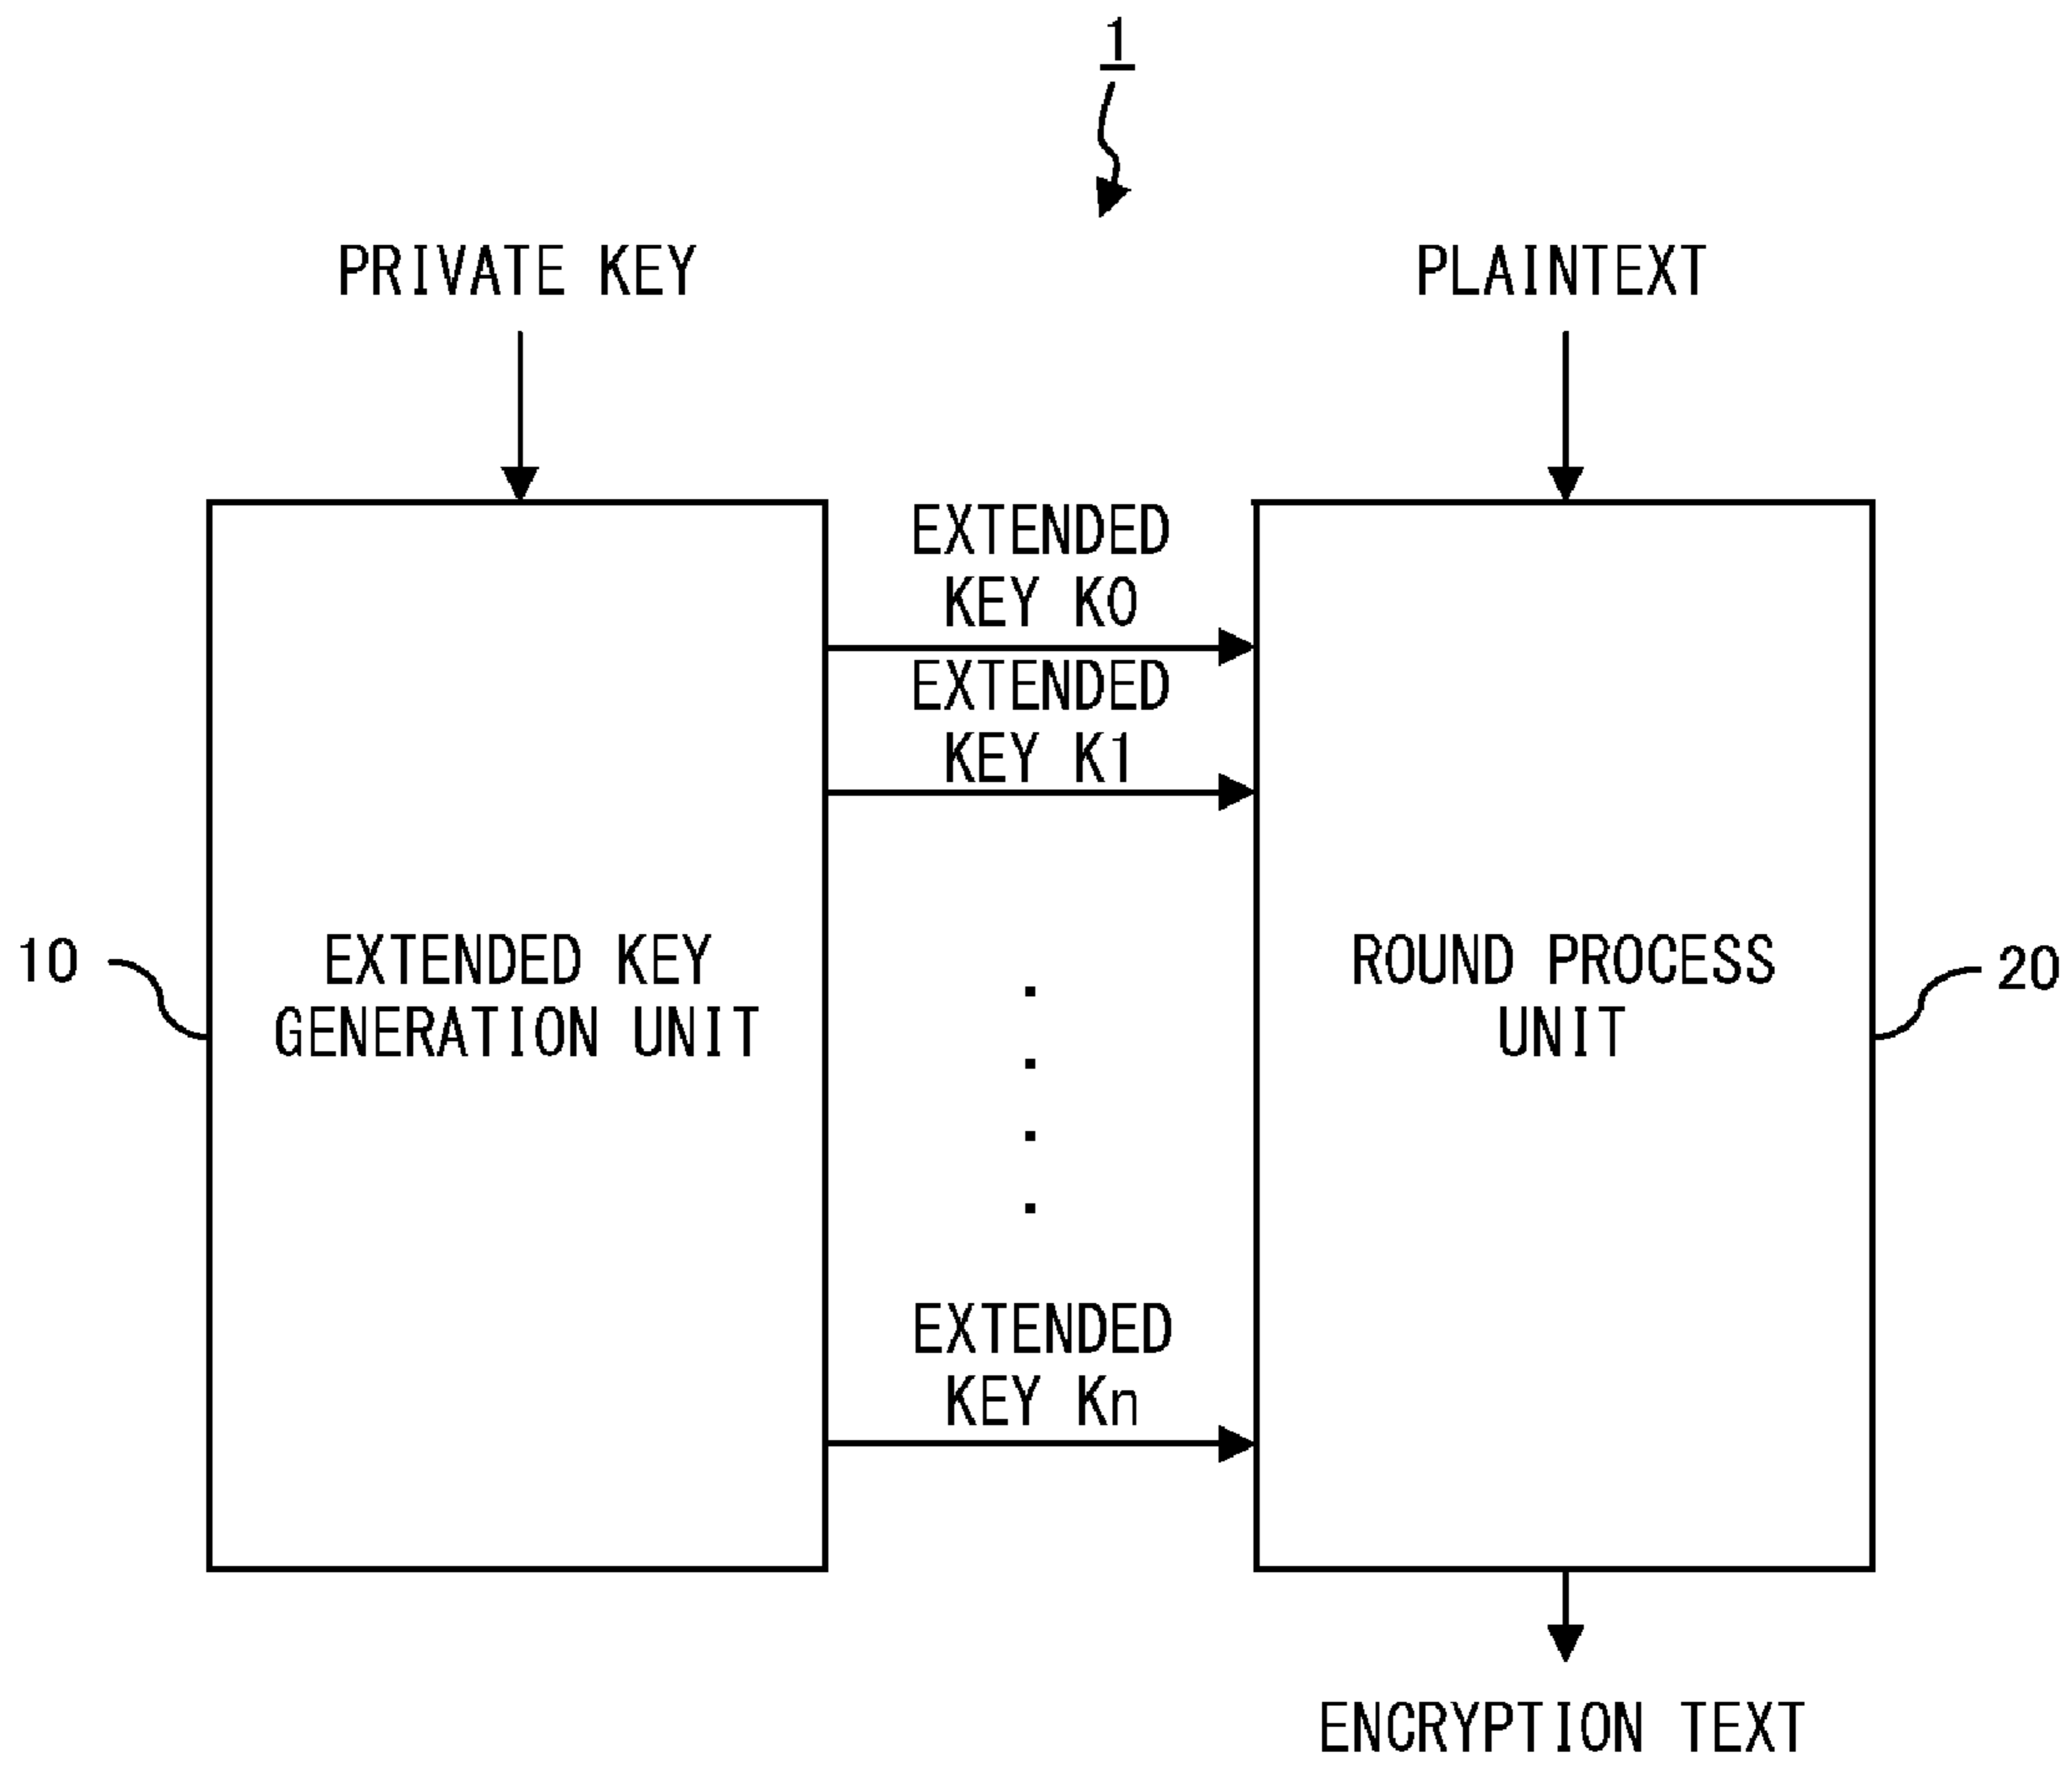 1
PRIVATE KEY
PLAINTEXT
EXTENDED
KEY K0
EXTENDED
KEY K1
10
EXTENDED KEY
GENERATION UNIT
ROUND PROCESS
UNIT
20
EXTENDED
KEY Kn
ENCRYPTION TEXT